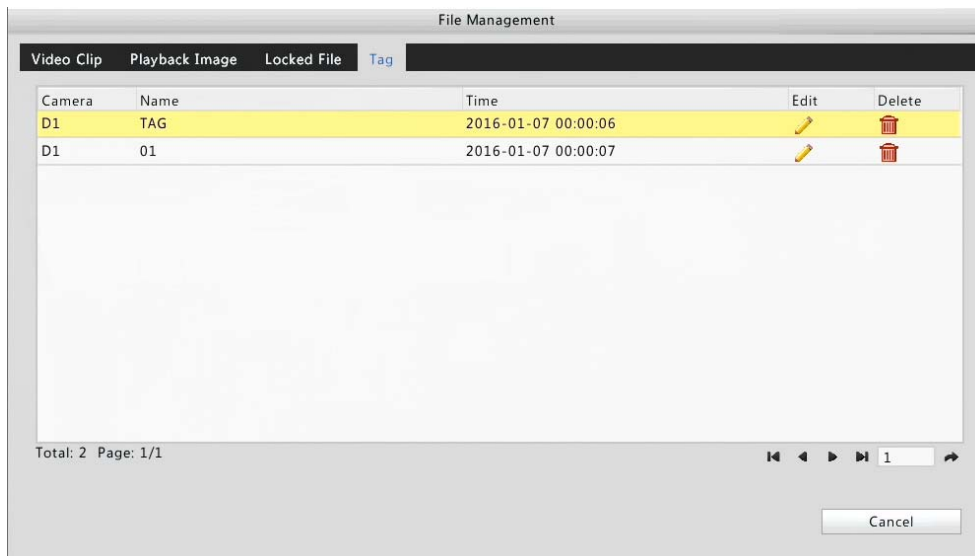 File Management
Video Clip Playback Image Locked File Tag
Camera Name Time Edit Delete
D1 TAG 2016-01-07 00:00:06
D1 01 2016-01-07 00:00:07
Total: 2 Page: 1/1
1
Cancel